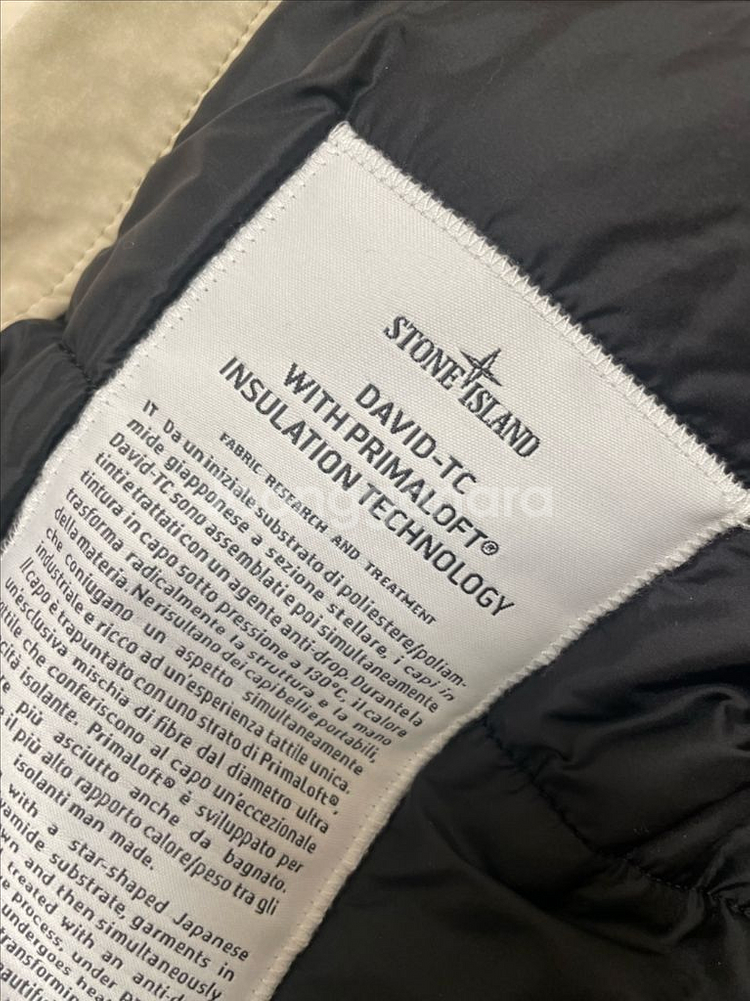 STONE ISLAND
DAVID-TC
WITH PRIMALOFT®
INSULATION TECHNOLOGY
FABRIC RESEARCH AND TREATMENT
IT Da un iniziale substrato di poliestere/poliam-
mide giapponese a sezione stellare, i capi in
David-TC sono assemblati e poi simultaneamente
tinti e trattati con un agente anti-drop. Durante la
tintura in capo sotto pressione a 130°C, il calore
trasforma radicalmente la struttura e la mano
della materia. Ne risultano dei capi belli e portabili,
che coniugano un aspetto simultaneamente
industriale e ricco ad un'esperienza tattile unica.
Il capo è trapuntato con uno strato di PrimaLoft®,
un'esclusiva mischia di fibre dal diametro ultra
che conferiscono al capo un'eccezionale
isolante. PrimaLoft® è sviluppato per
più asciutto anche da bagnato.
il più alto rapporto calore/peso tra gli
isolanti man made.
with a star-shaped Japanese
substrate, garments in
and then simultaneously
treated with an
process, under
undergoes